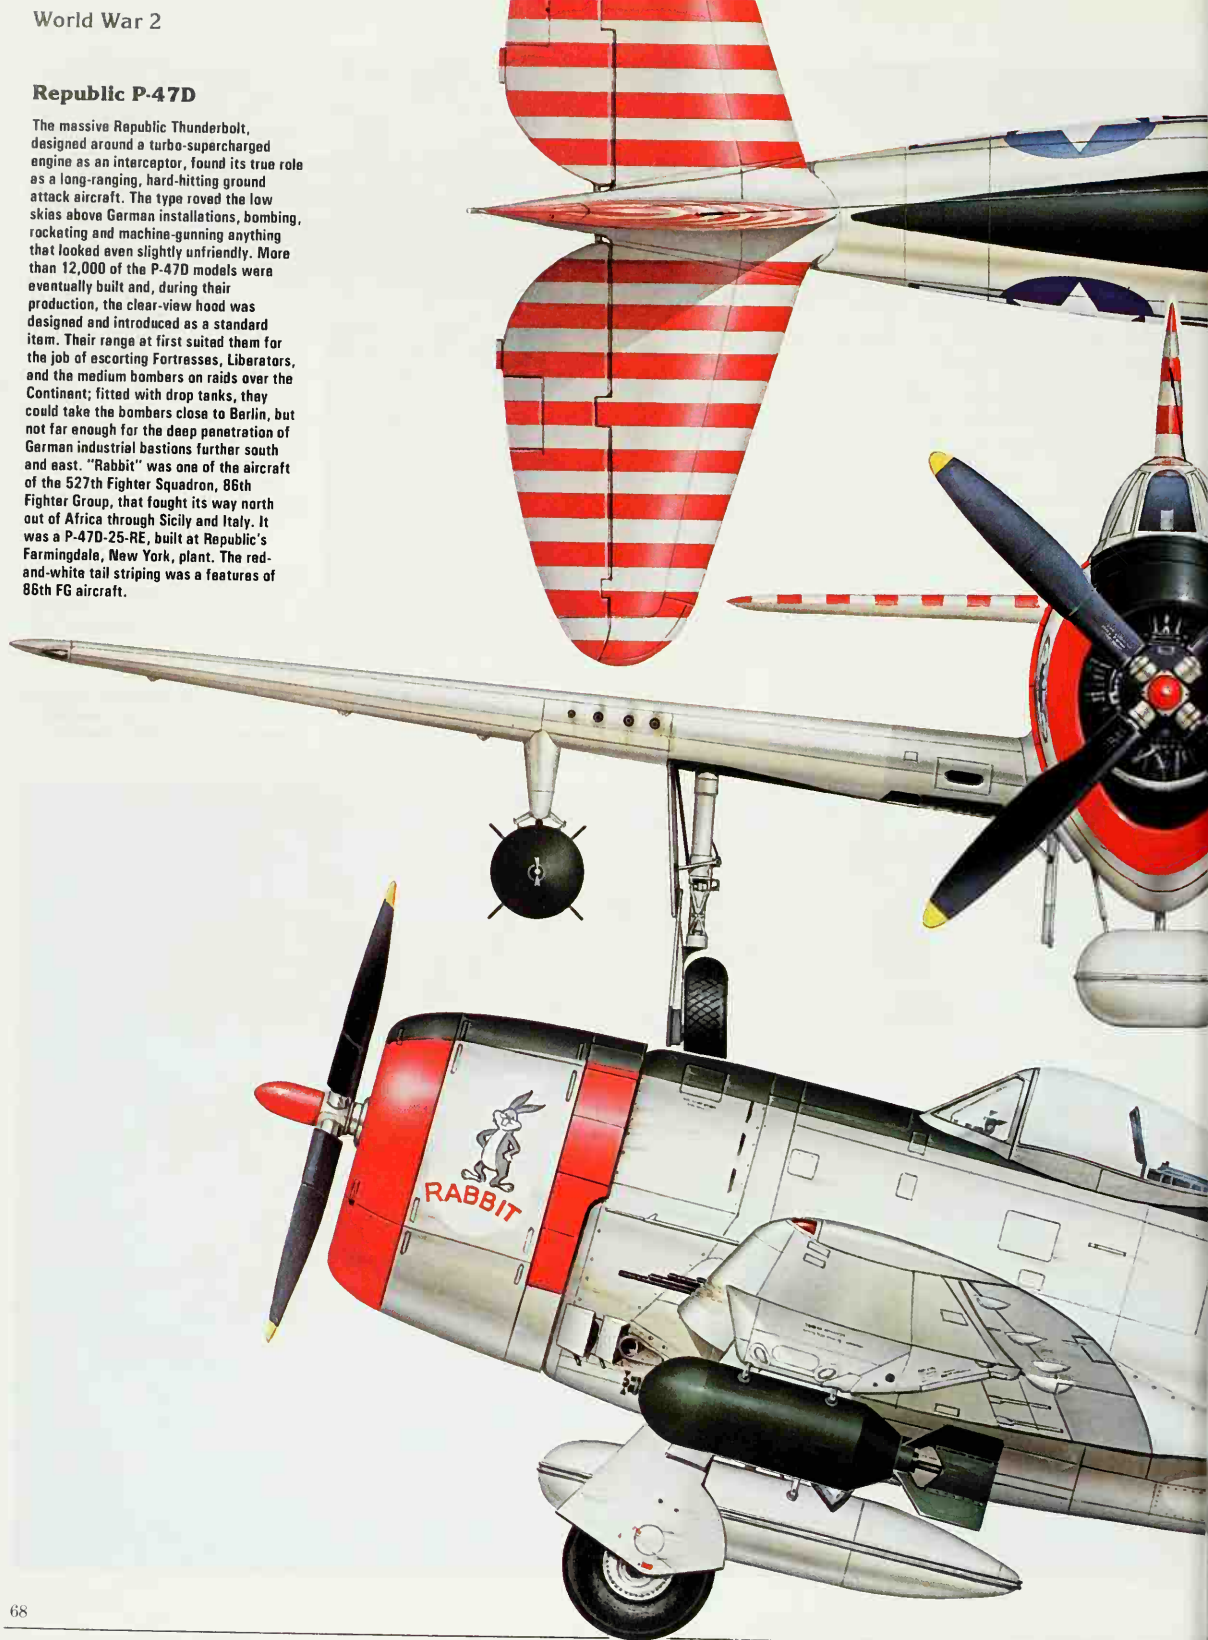 World War 2
Republic P-47D
The massive Republic Thunderbolt,
designed around a turbo-supercharged
engine as an interceptor, found its true role
as a long-ranging, hard-hitting ground
attack aircraft. The type roved the low
skies above German installations, bombing,
rocketing and machine-gunning anything
that looked even slightly unfriendly. More
than 12,000 of the P-47D models were
eventually built and, during their
production, the clear-view hood was
designed and introduced as a standard
item. Their range at first suited them for
the job of escorting Fortresses, Liberators,
and the medium bombers on raids over the
Continent; fitted with drop tanks, they
could take the bombers close to Berlin, but
not far enough for the deep penetration of
German industrial bastions further south
and east. "Rabbit" was one of the aircraft
of the 527th Fighter Squadron, 86th
Fighter Group, that fought its way north
out of Africa through Sicily and Italy. It
was a P-47D-25-RE, built at Republic's
Farmingdale, New York, plant. The red-
and-white tail striping was a features of
86th FG aircraft.
RABBIT
68